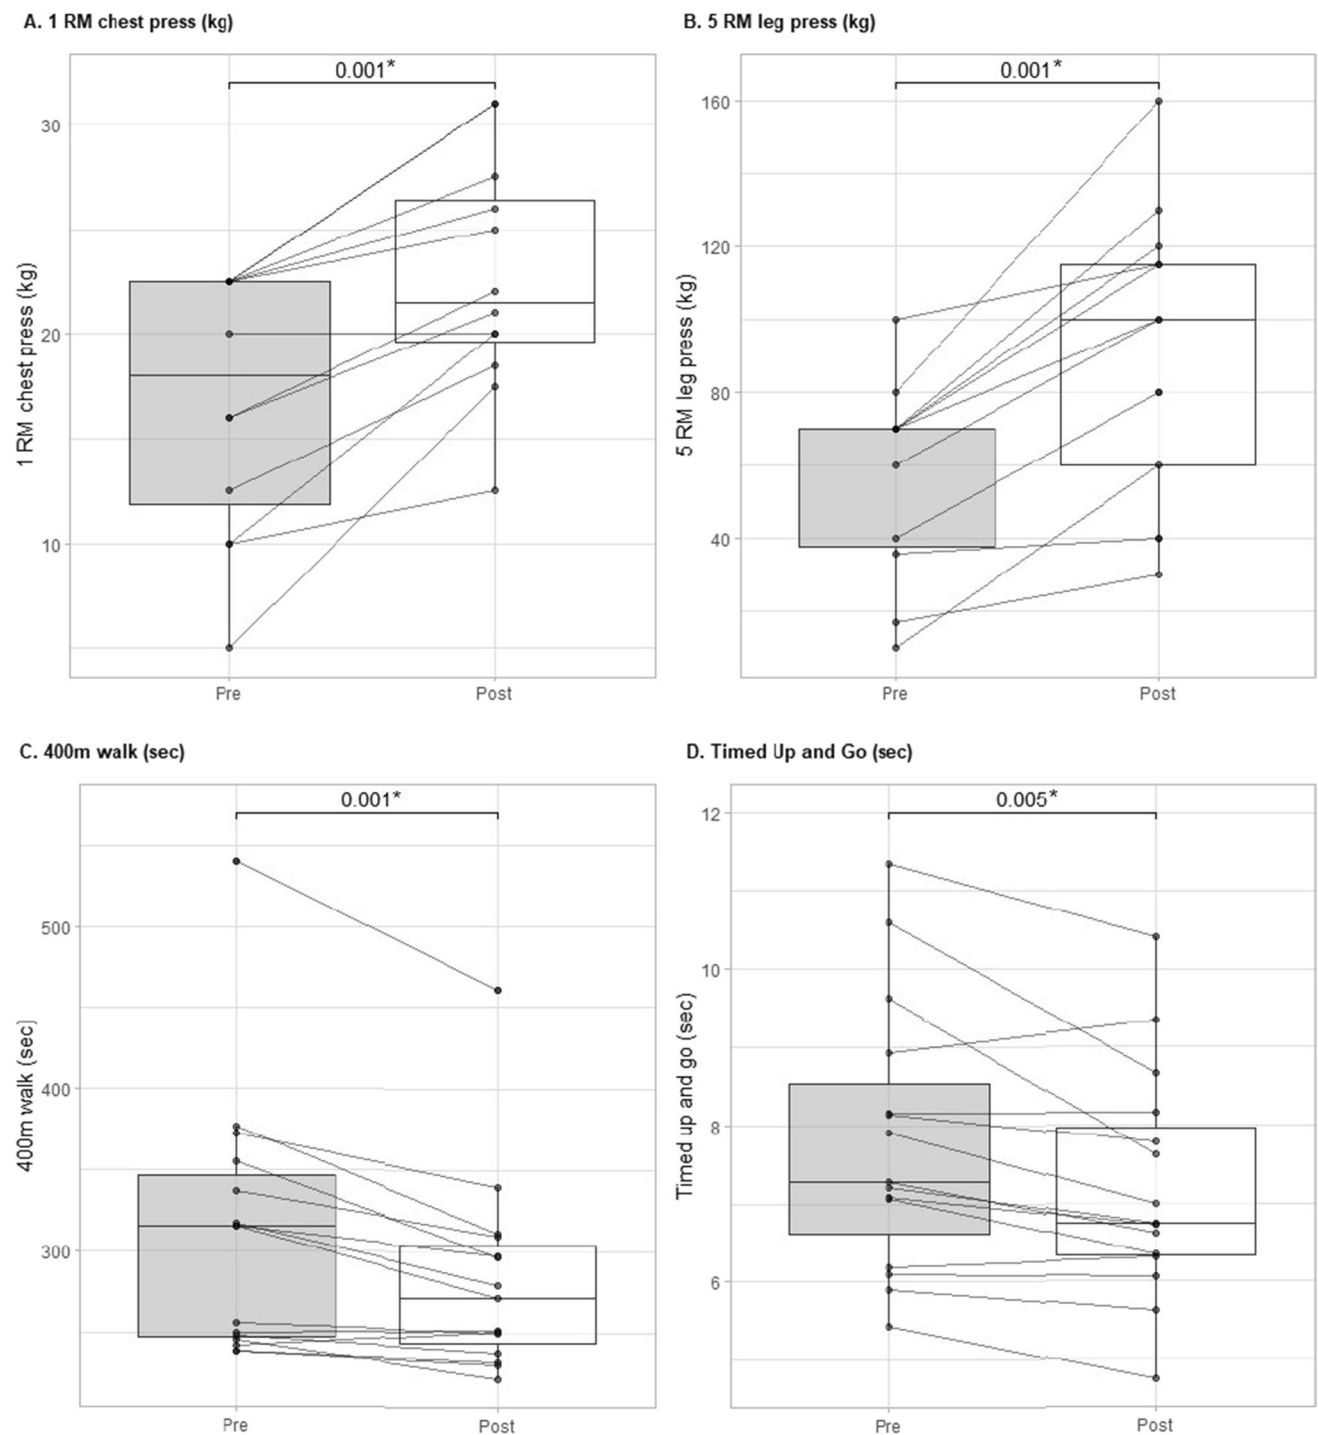 A. 1 RM chest press (kg)
B. 5 RM leg press (kg)
0.001*
0.001*
1 RM chest press (kg)
30
20
10
Pre
Post
5 RM leg press (kg)
160
120
80
40
Pre
Post
C. 400m walk (sec)
D. Timed Up and Go (sec)
0.001*
0.005*
400m walk (sec)
500
400
300
Pre
Post
Timed up and go (sec)
12
10
8
6
Pre
Post